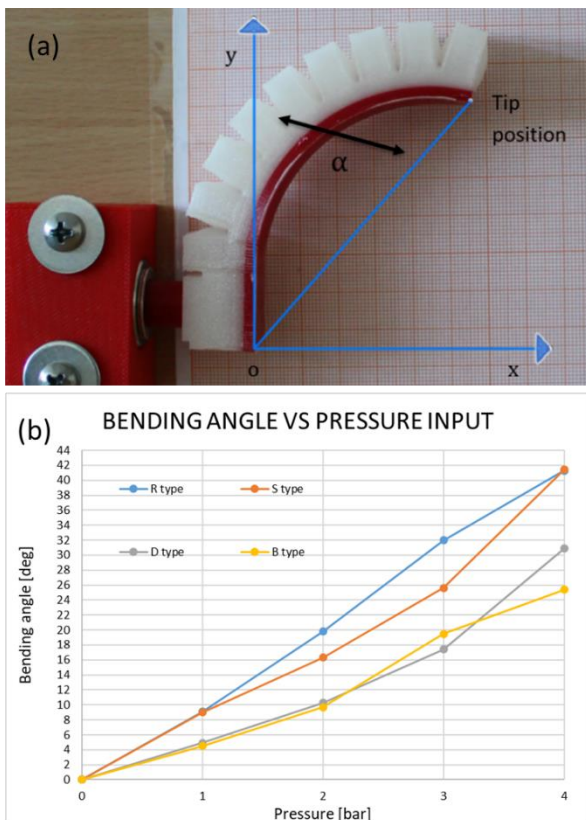 (a)
y
Tip
position
α
o
x
(b)
BENDING ANGLE VS PRESSURE INPUT
44
42
40
38
36
34
32
30
28
26
24
22
20
18
16
14
12
10
8
6
4
2
0
Bending angle [deg]
R type
S type
D type
B type
0 1 2 3 4
Pressure [bar]